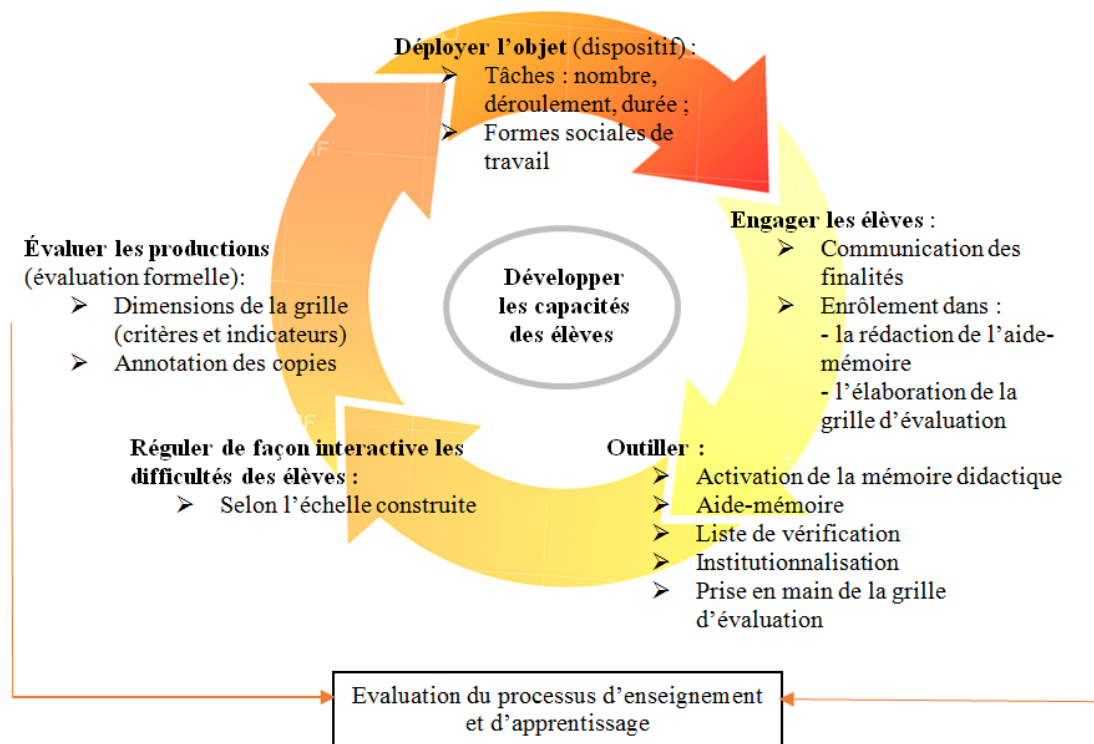 Déployer l’objet (dispositif) :
➢ Tâches : nombre,
déroulement, durée ;
➢ Formes sociales de
travail
Engager les élèves :
➢ Communication des
finalités
➢ Enrôlement dans :
- la rédaction de l’aide-
mémoire
- l’élaboration de la
grille d’évaluation
Outiller :
➢ Activation de la mémoire didactique
➢ Aide-mémoire
➢ Liste de vérification
➢ Institutionnalisation
➢ Prise en main de la grille
d’évaluation
Réguler de façon interactive les
difficultés des élèves :
➢ Selon l’échelle construite
Évaluer les productions
(évaluation formelle):
➢ Dimensions de la grille
(critères et indicateurs)
➢ Annotation des copies
Développer
les capacités
des élèves
Evaluation du processus d’enseignement
et d’apprentissage